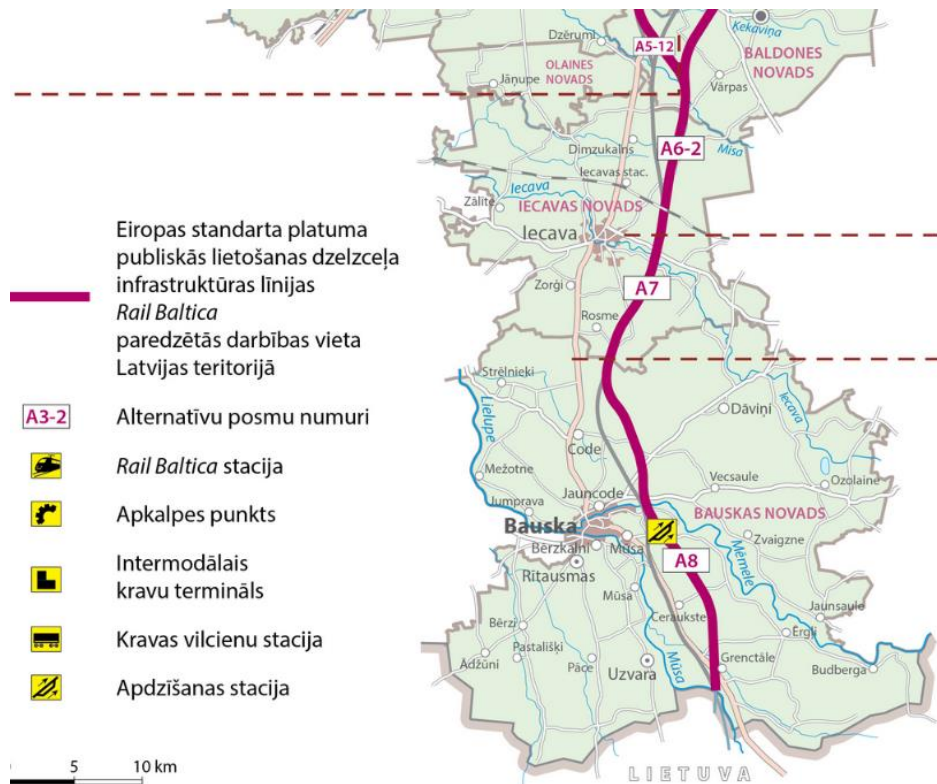 Ķekaviņa
Dzērumi
A5-12
BALDONES
NOVADS
OLAINES
NOVADS
Jāņupe
Vārpas
A6-2
Misa
Dimzukalns
Iecavas stac.
Iecava
Zālīte
IECAVAS NOVADS
Iecava
Zorģi
A7
Rosme
Eiropas standarta platuma
publiskās lietošanas dzelzceļa
infrastruktūras līnijas
Rail Baltica
paredzētās darbības vieta
Latvijas teritorijā
A3-2 Alternatīvu posmu numuri
Rail Baltica stacija
Apkalpes punkts
Intermodālais
kravu termināls
Kravas vilcienu stacija
Apdzīšanas stacija
5 10 km
Strēlnieki
Lielupe
Dāviņi
Iecava
Code
Mežotne
Vecsaule
Ozolaine
Jumprava
Jauncode
BAUSKAS NOVADS
Bauska
Zvaigzne
Bērzkalni
Mūsa
Mēmele
A8
Rītausmas
Mūsa
Ceraukste
Jaunsaule
Bērzi
Ērgļi
Ādžūni
Pastališķi
Pāce
Uzvara
Mūsa
Grenctāle
Budberga
LIETUVA